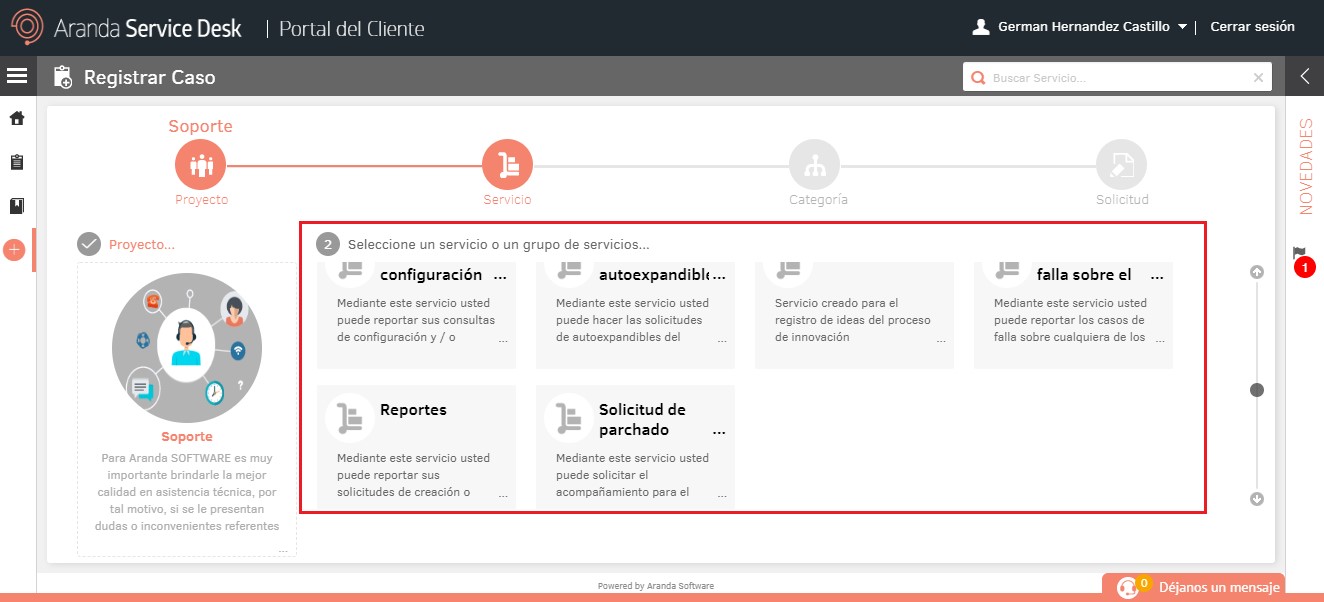 Aranda Service Desk | Portal del Cliente
German Hernandez Castillo | Cerrar sesión
Registrar Caso
Buscar Servicio...
NOVEDADES
1
Soporte
Proyecto
Servicio
Categoría
Solicitud
Proyecto...
Soporte
Para Aranda SOFTWARE es muy
importante brindarle la mejor
calidad en asistencia técnica, por
tal motivo, si se le presentan
dudas o inconvenientes referentes
...
2 Seleccione un servicio o un grupo de servicios...
configuración ...
Mediante este servicio usted
puede reportar sus consultas
de configuración y / o ...
autoexpandible...
Mediante este servicio usted
puede hacer las solicitudes
de autoexpandibles del ...
Servicio creado para el
registro de ideas del proceso
de innovación ...
falla sobre el ...
Mediante este servicio usted
puede reportar los casos de
falla sobre cualquiera de los ...
Reportes
Mediante este servicio usted
puede reportar sus
solicitudes de creación o ...
Solicitud de
parchado ...
Mediante este servicio usted
puede solicitar el
acompañamiento para el ...
Powered by Aranda Software
0 Déjanos un mensaje